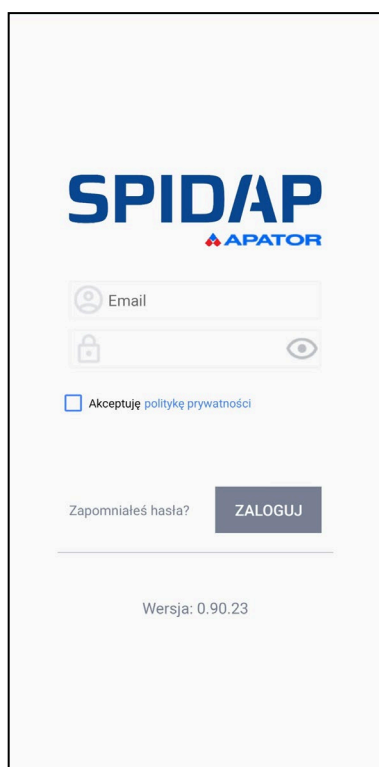 SPIDAP
APATOR
Email
Akceptuję politykę prywatności
Zapomniałeś hasła? ZALOGUJ
Wersja: 0.90.23